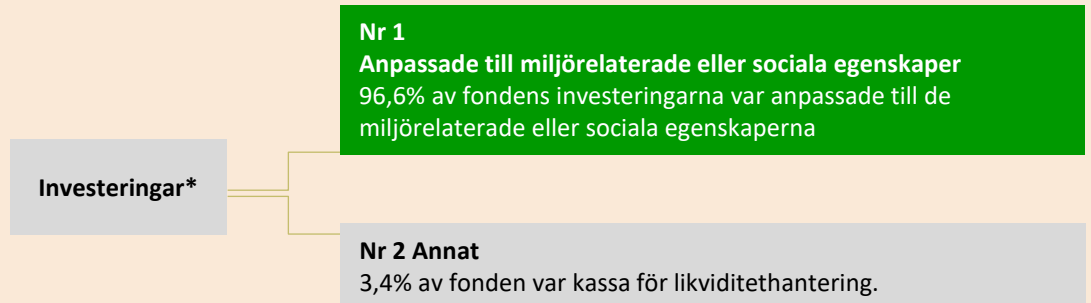 Nr 1
Anpassade till miljörelaterade eller sociala egenskaper
96,6% av fondens investeringarna var anpassade till de
miljörelaterade eller sociala egenskaperna
Investeringar*
Nr 2 Annat
3,4% av fonden var kassa för likviditethantering.